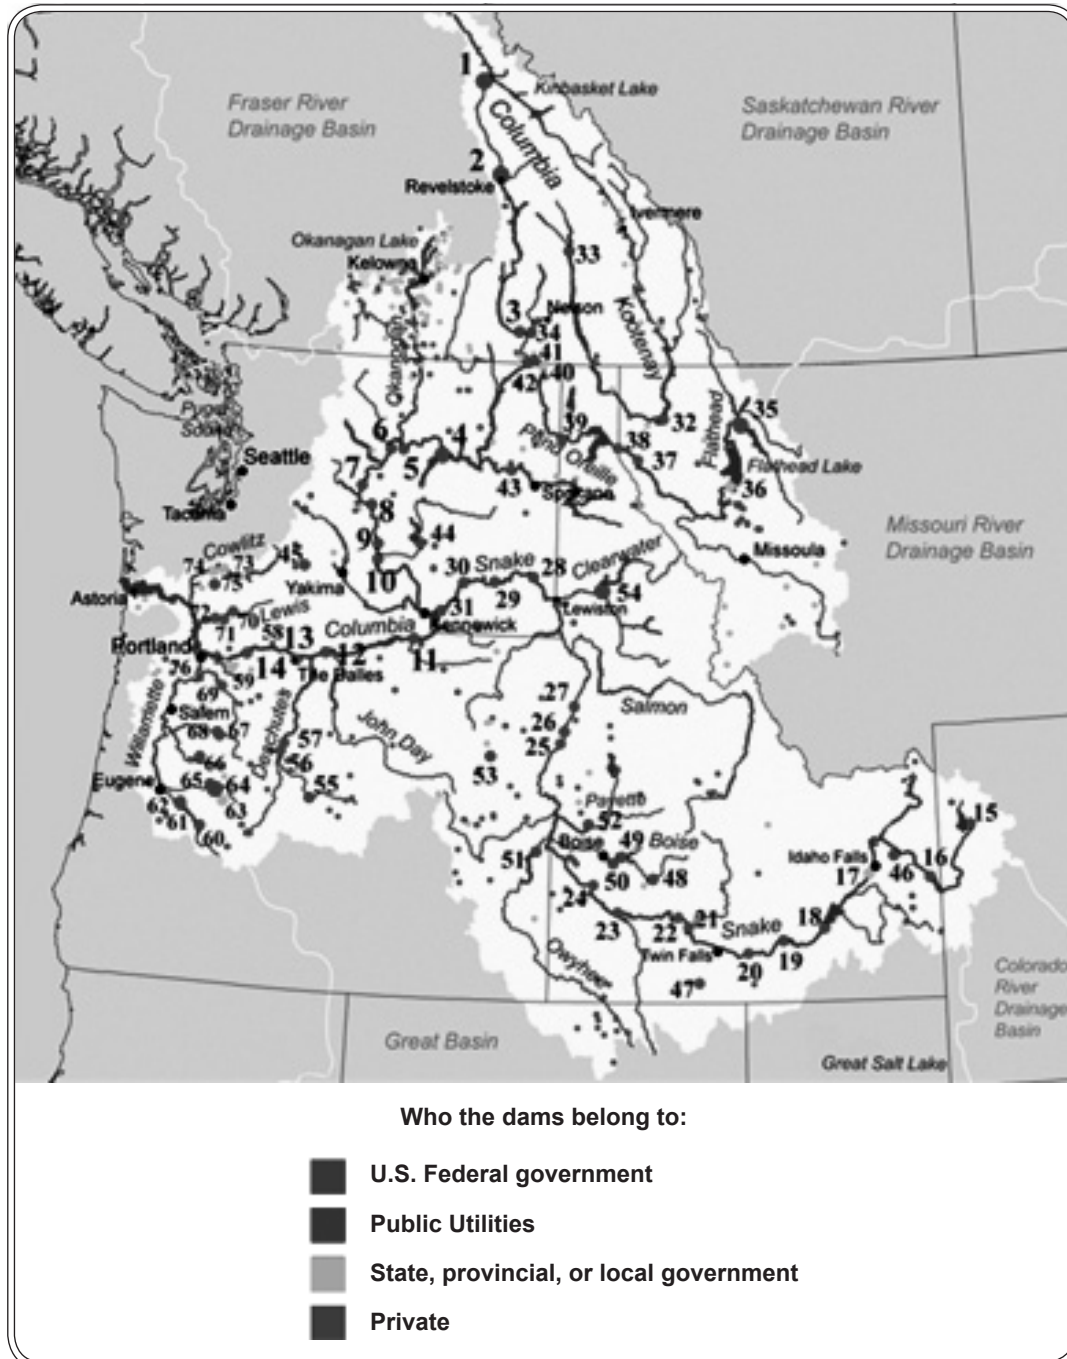 1
Kinbasket Lake
Fraser River
Drainage Basin
Saskatchewan River
Drainage Basin
Columbia
2
Revelstoke
Invermere
Okanagan Lake
Kelowna
33
Kootenay
3
Nelson
34
41
40
42
Okanogan
Puget
Sound
Seattle
Tacoma
6
4
5
7
39
Pend Oreille
38
32
37
Flathead
35
Flathead Lake
36
43
Spokane
8
9
44
10
Missouri River
Drainage Basin
Missoula
Cowlitz
74
73
75
45
Yakima
30
Snake
28
29
Clearwater
54
Lewiston
31
Kennewick
Astoria
72
70
Lewis
71
58
13
Columbia
Portland
14
12
11
The Dalles
76
59
69
Willamette
Salem
68
67
Deschutes
57
56
66
John Day
27
26
25
Salmon
53
Eugene
65
64
55
62
63
61
60
Payette
52
49
Boise
Boise
51
50
48
24
23
22
21
Snake
Twin Falls
20
19
18
Idaho Falls
17
46
16
15
Owyhee
47
Colorado
River
Drainage
Basin
Great Basin
Great Salt Lake
Who the dams belong to:
U.S. Federal government
Public Utilities
State, provincial, or local government
Private